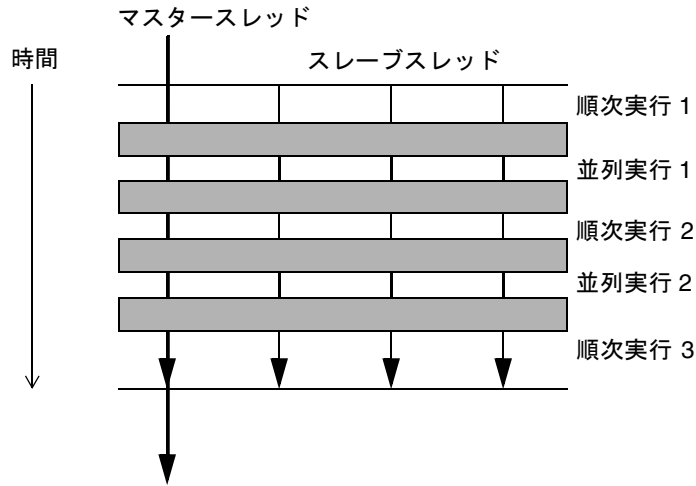 マスタースレッド
時間
スレーブスレッド
順次実行 1
並列実行 1
順次実行 2
並列実行 2
順次実行 3